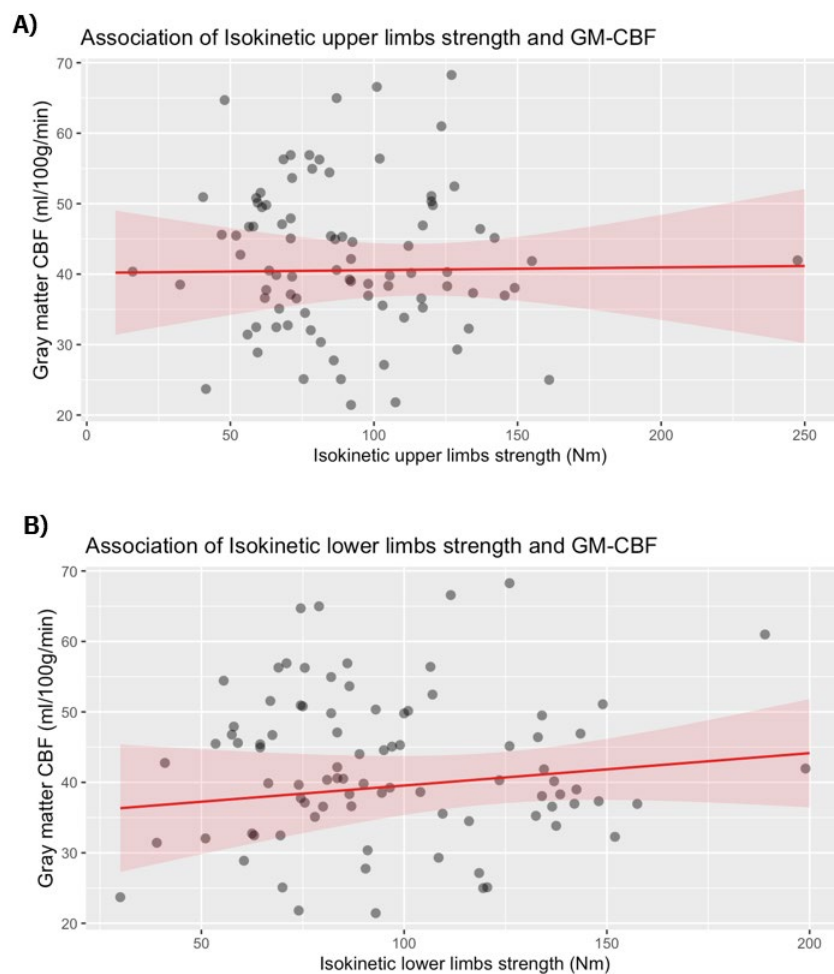 A)
Association of Isokinetic upper limbs strength and GM-CBF
Gray matter CBF (ml/100g/min)
70
60
50
40
30
20
0
50
100
150
200
250
Isokinetic upper limbs strength (Nm)
B)
Association of Isokinetic lower limbs strength and GM-CBF
Gray matter CBF (ml/100g/min)
70
60
50
40
30
20
50
100
150
200
Isokinetic lower limbs strength (Nm)